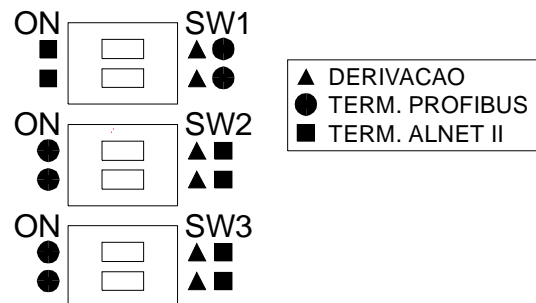 ON SW1
ON SW2
ON SW3
DERIVACAO
TERM. PROFIBUS
TERM. ALNET II